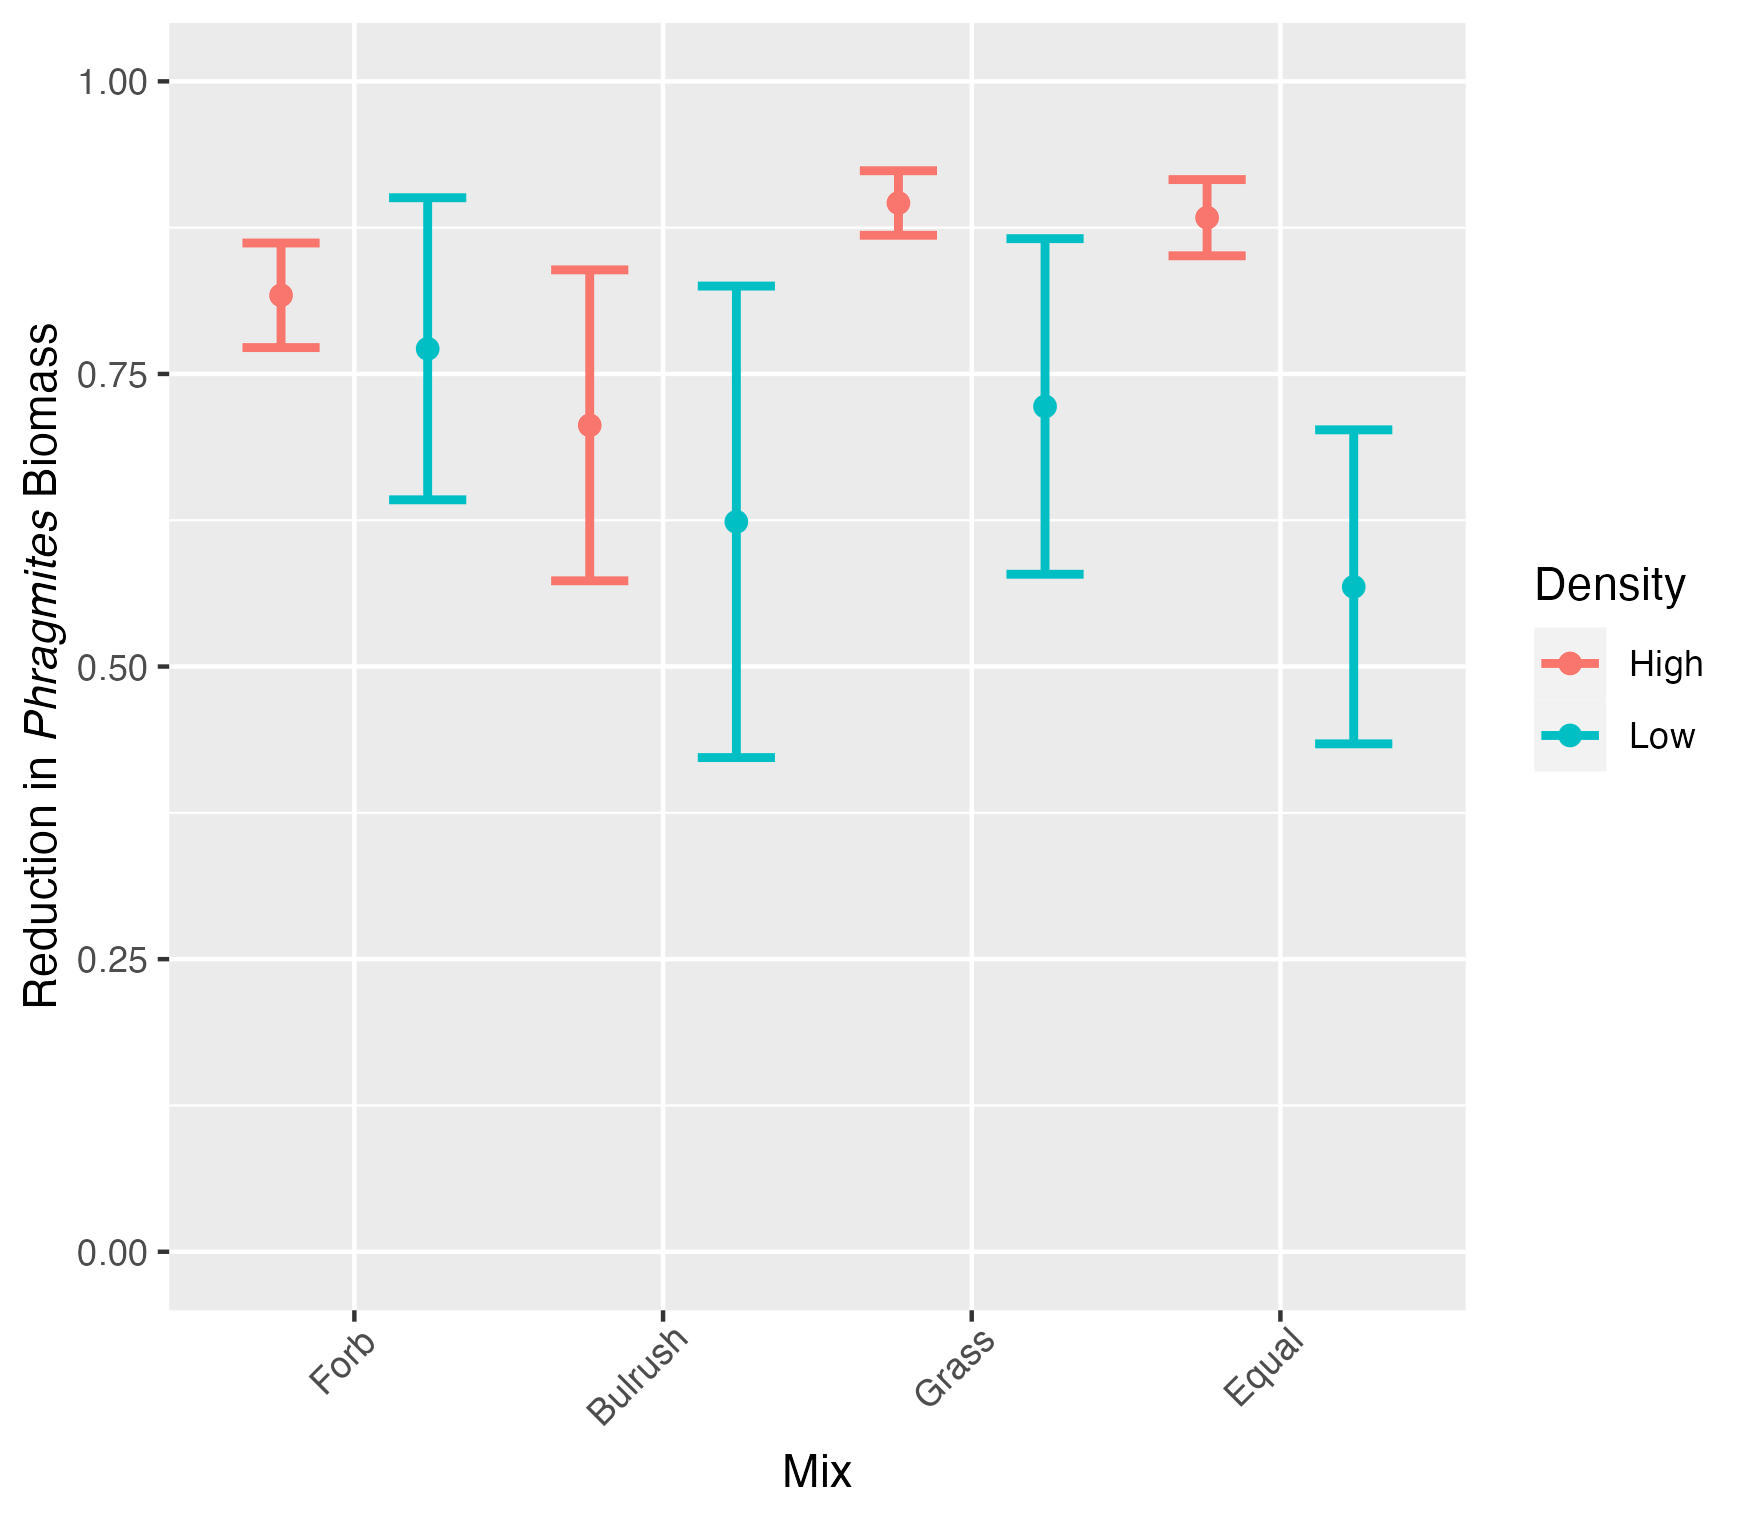 Reduction in Phragmites Biomass
1.00
0.75
0.50
0.25
0.00
Forb
Bulrush
Grass
Equal
Mix
Density
High
Low